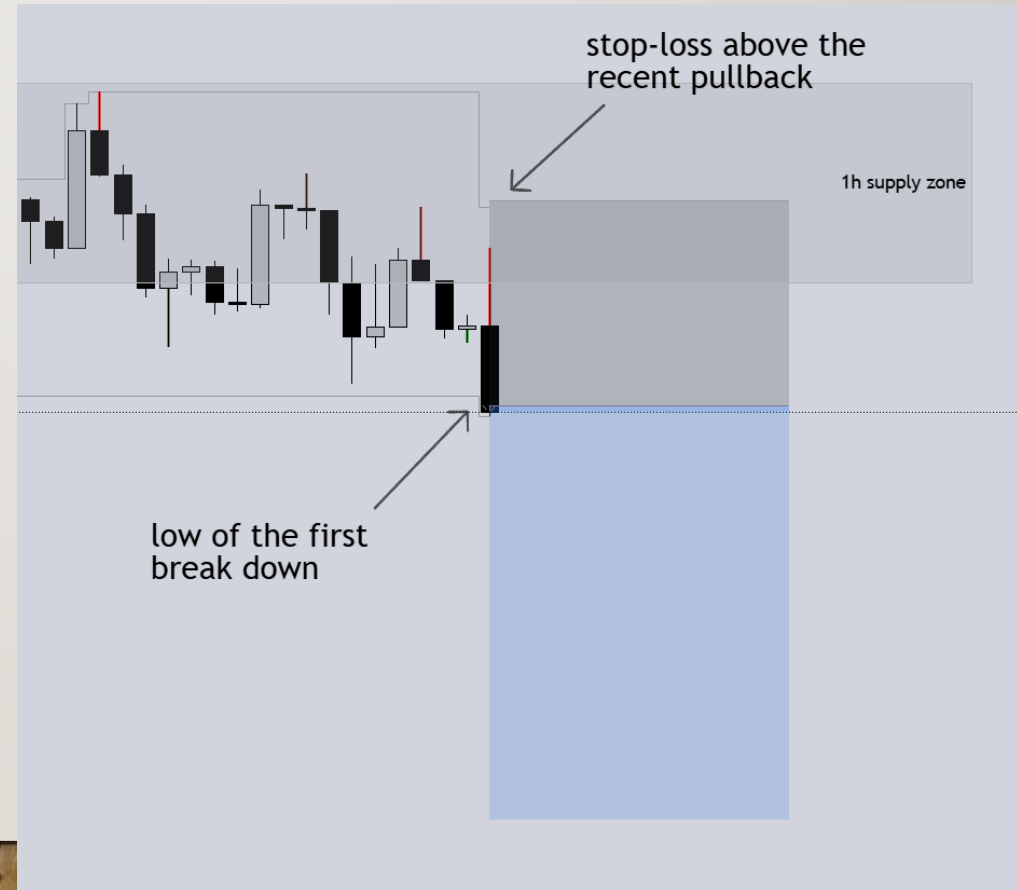 stop-loss above the
recent pullback
1h supply zone
low of the first
break down